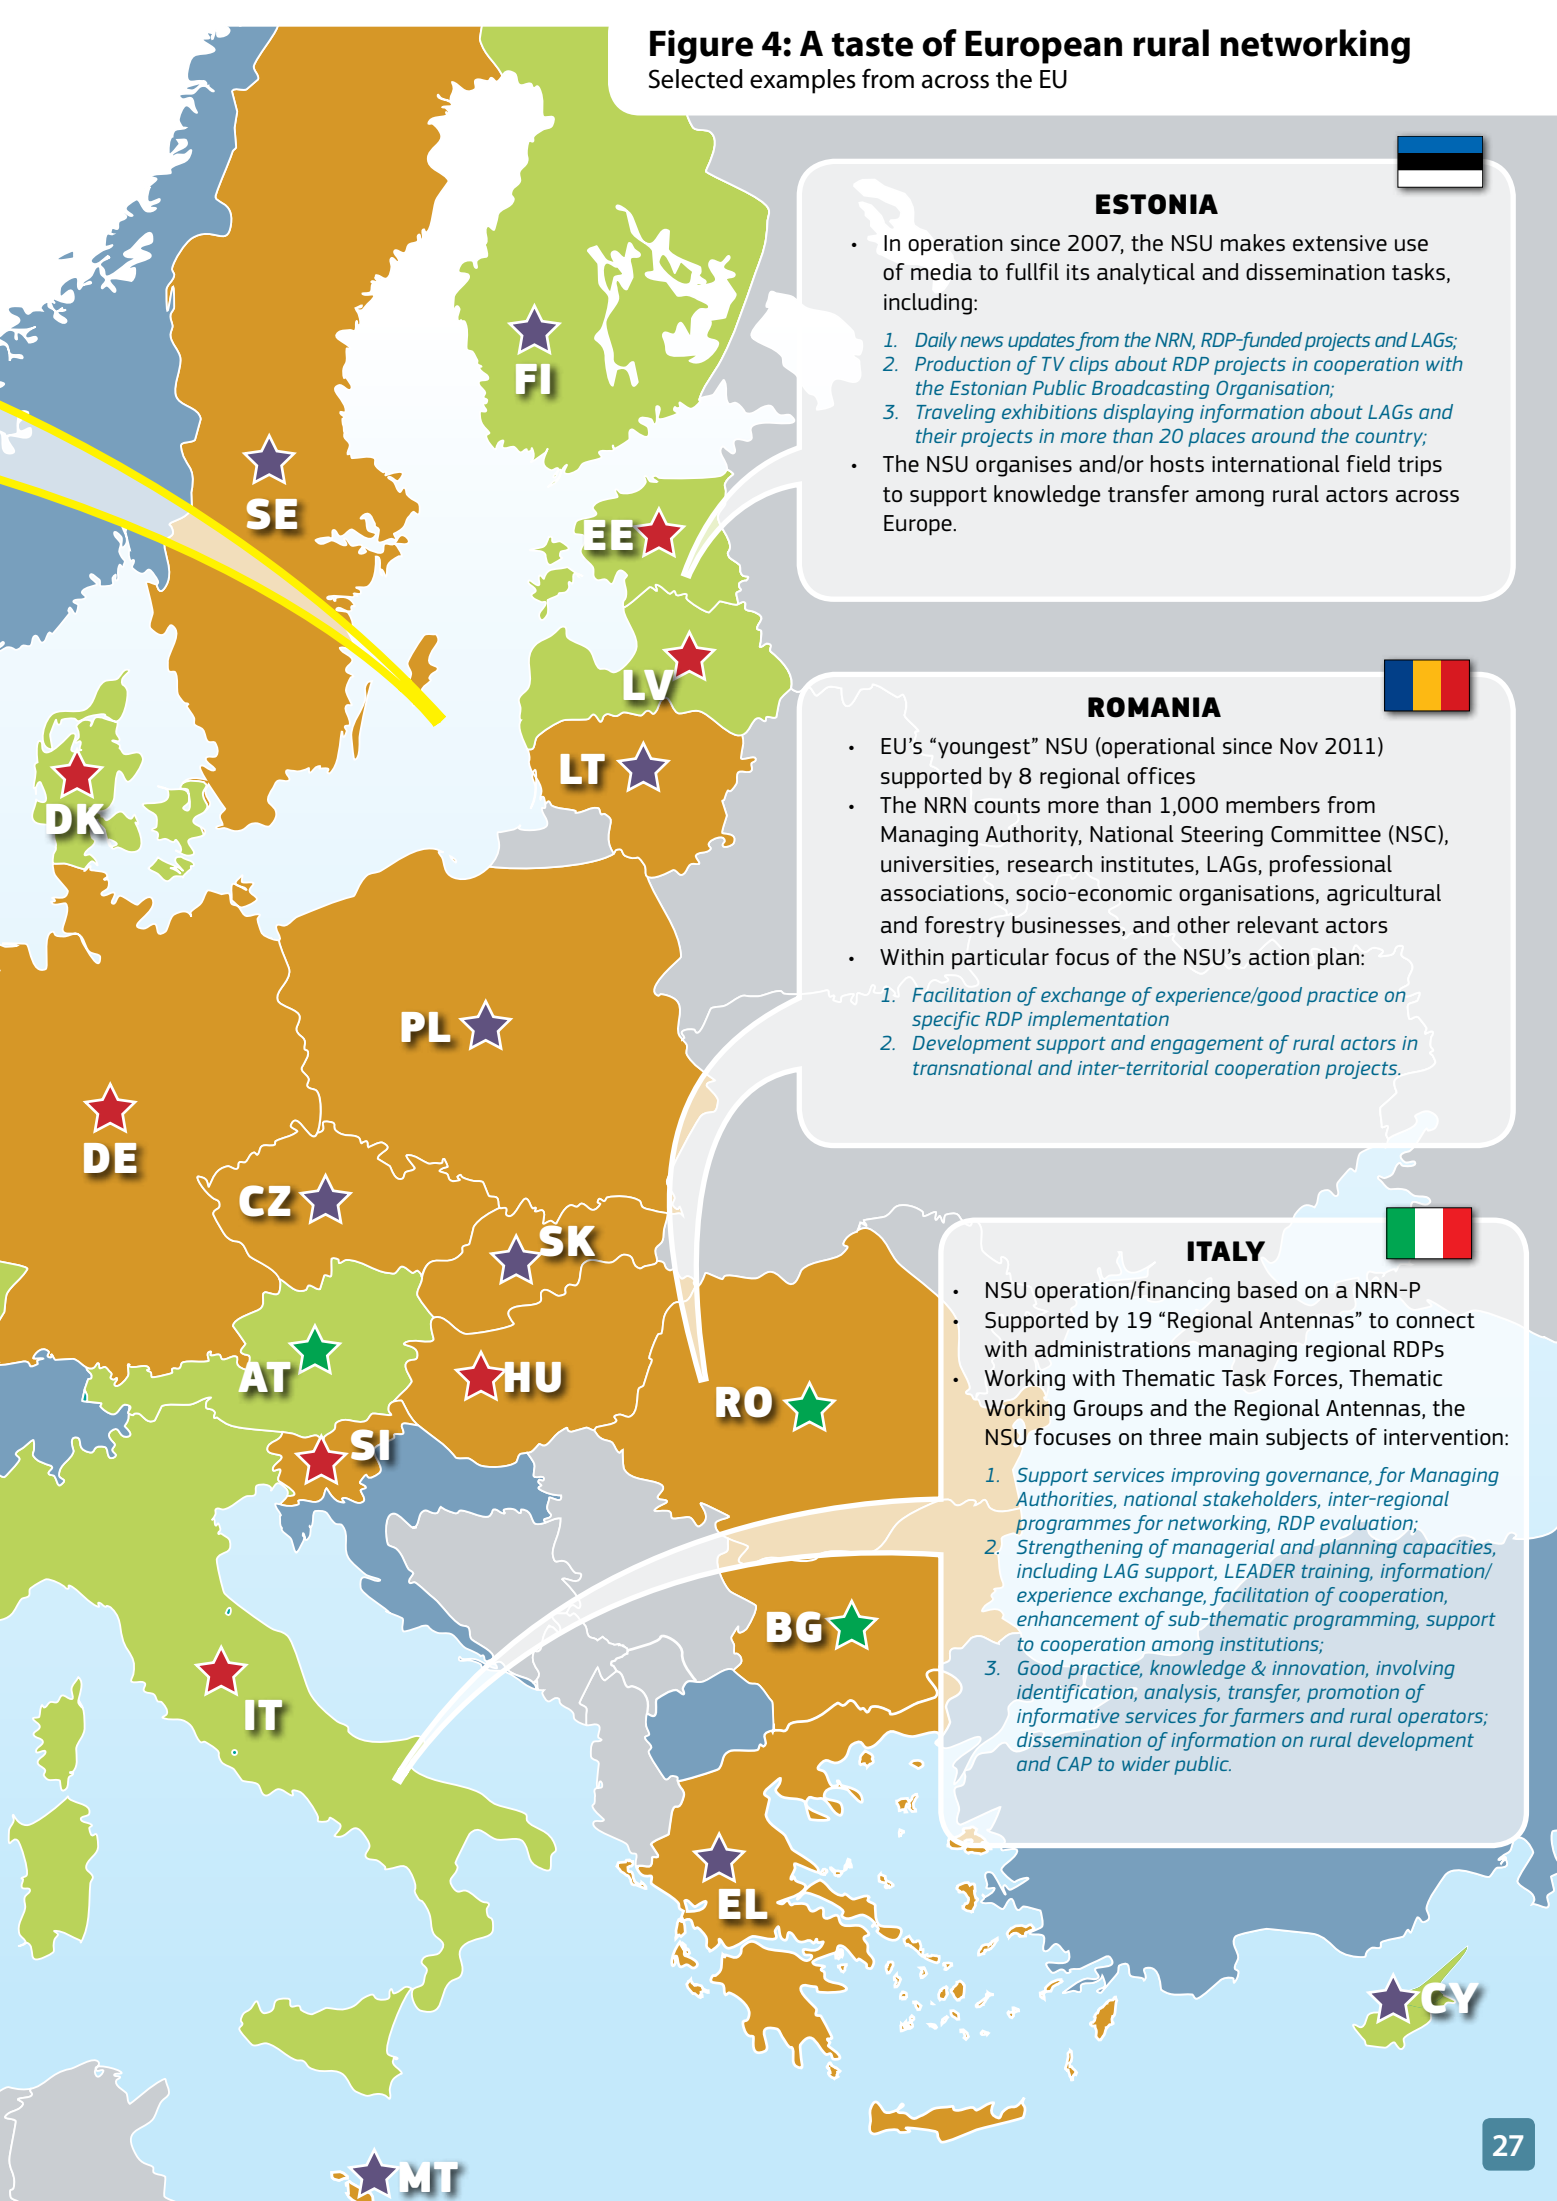 Figure 4: A taste of European rural networking
Selected examples from across the EU
ESTONIA
• In operation since 2007, the NSU makes extensive use
of media to fullfil its analytical and dissemination tasks,
including:
1. Daily news updates from the NRN, RDP-funded projects and LAGs;
2. Production of TV clips about RDP projects in cooperation with
the Estonian Public Broadcasting Organisation;
3. Traveling exhibitions displaying information about LAGs and
their projects in more than 20 places around the country;
• The NSU organises and/or hosts international field trips
to support knowledge transfer among rural actors across
Europe.
ROMANIA
• EU's “youngest” NSU (operational since Nov 2011)
supported by 8 regional offices
• The NRN counts more than 1,000 members from
Managing Authority, National Steering Committee (NSC),
universities, research institutes, LAGs, professional
associations, socio-economic organisations, agricultural
and forestry businesses, and other relevant actors
• Within particular focus of the NSU's action plan:
1. Facilitation of exchange of experience/good practice on
specific RDP implementation
2. Development support and engagement of rural actors in
transnational and inter-territorial cooperation projects.
ITALY
• NSU operation/financing based on a NRN-P
• Supported by 19 “Regional Antennas” to connect
with administrations managing regional RDPs
• Working with Thematic Task Forces, Thematic
Working Groups and the Regional Antennas, the
NSU focuses on three main subjects of intervention:
1. Support services improving governance, for Managing
Authorities, national stakeholders, inter-regional
programmes for networking, RDP evaluation;
2. Strengthening of managerial and planning capacities,
including LAG support, LEADER training, information/
experience exchange, facilitation of cooperation,
enhancement of sub-thematic programming, support
to cooperation among institutions;
3. Good practice, knowledge & innovation, involving
identification, analysis, transfer, promotion of
informative services for farmers and rural operators;
dissemination of information on rural development
and CAP to wider public.
FI
SE
EE
LV
LT
DK
PL
DE
CZ
SK
AT
HU
RO
SI
BG
IT
EL
CY
MT
27